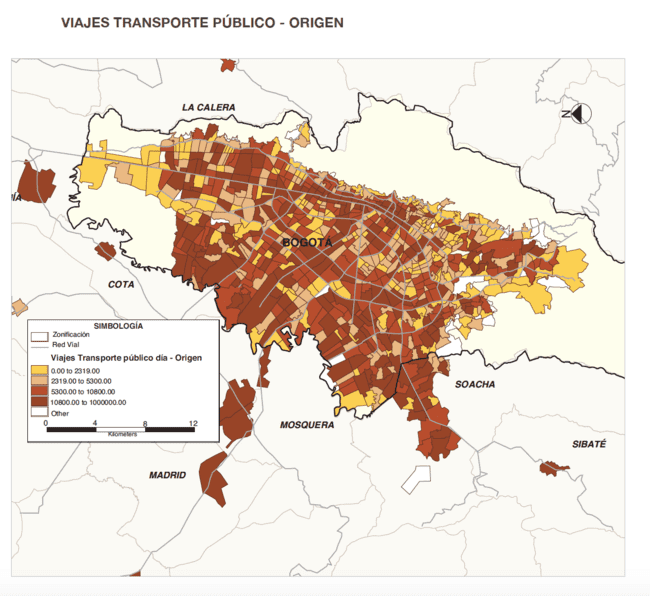 VIAJES TRANSPORTE PÚBLICO - ORIGEN
LA CALERA
N
ÍA
BOGOTA
COTA
SIMBOLOGÍA
Zonificación
Red Vial
Viajes Transporte público día - Origen
0.00 to 2319.00
2319.00 to 5300.00
5300.00 to 10800.00
10800.00 to 1000000.00
Other
0 4 8 12
Kilometers
SOACHA
MOSQUERA
SIBATÉ
MADRID